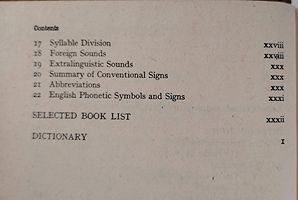 Contents
17 Syllable Division xxviii
18 Foreign Sounds xxviii
19 Extralinguistic Sounds xxx
20 Summary of Conventional Signs xxx
21 Abbreviations xxx
22 English Phonetic Symbols and Signs xxxi
SELECTED BOOK LIST xxxii
DICTIONARY 1